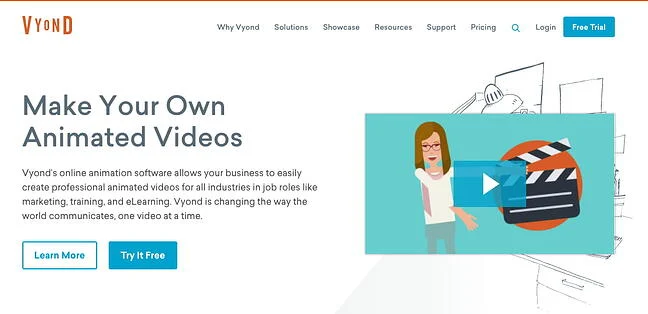 VYOND
Why Vyond Solutions Showcase Resources Support Pricing Login Free Trial
Make Your Own
Animated Videos
Vyond's online animation software allows your business to easily
create professional animated videos for all industries in job roles like
marketing, training, and eLearning. Vyond is changing the way the
world communicates, one video at a time.
Learn More Try It Free